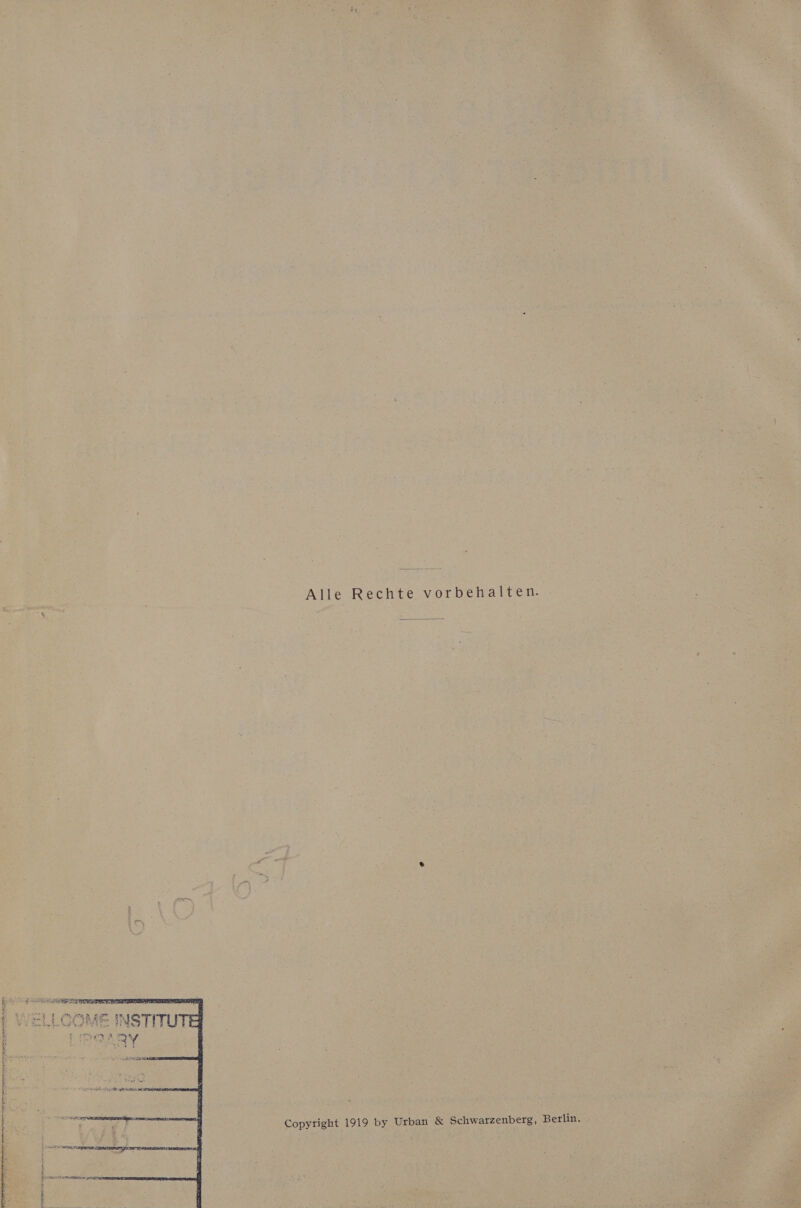 Alle Rechte vorbehalten.
WELLCOME INSTITUTE
LIBRARY
Copyright 1919 by Urban & Schwarzenberg, Berlin.